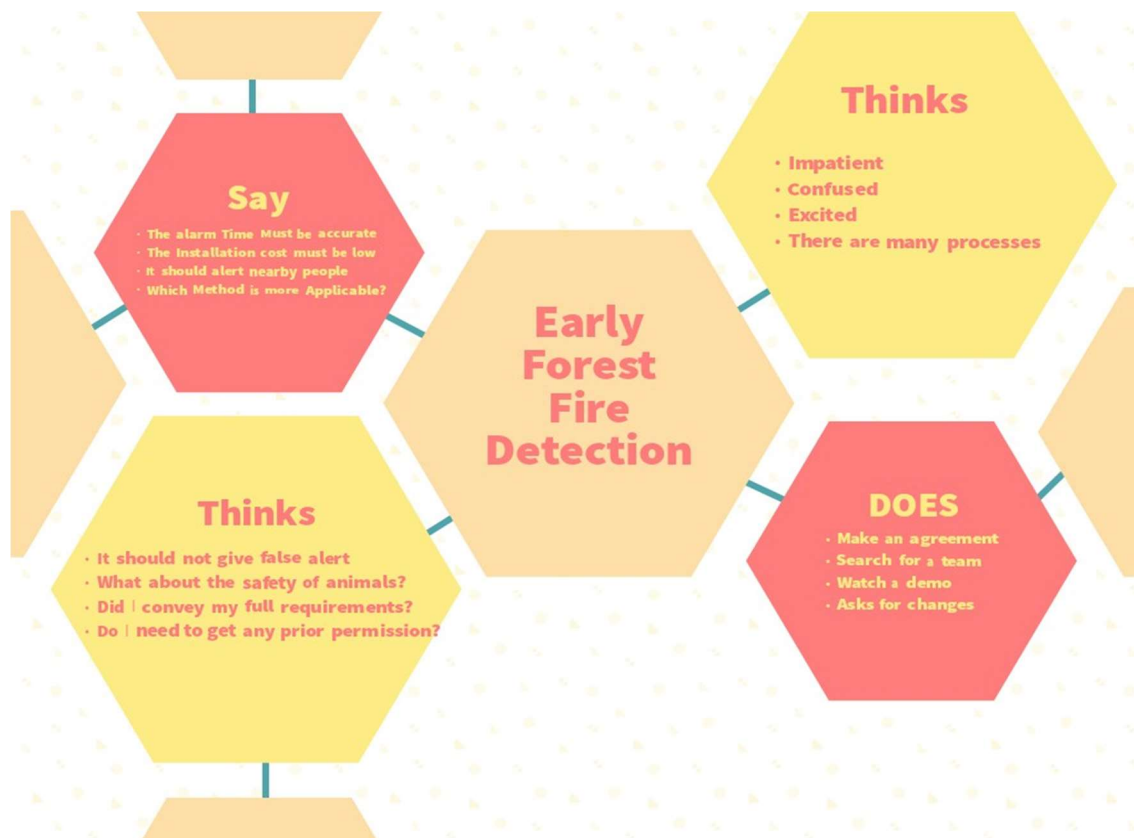 Say
· The alarm Time Must be accurate
· The Installation cost must be low
· It should alert nearby people
· Which Method is more Applicable?
Thinks
• Impatient
• Confused
• Excited
• There are many processes
Early
Forest
Fire
Detection
Thinks
• It should not give false alert
• What about the safety of animals?
• Did I convey my full requirements?
• Do I need to get any prior permission?
DOES
• Make an agreement
• Search for a team
• Watch a demo
• Asks for changes